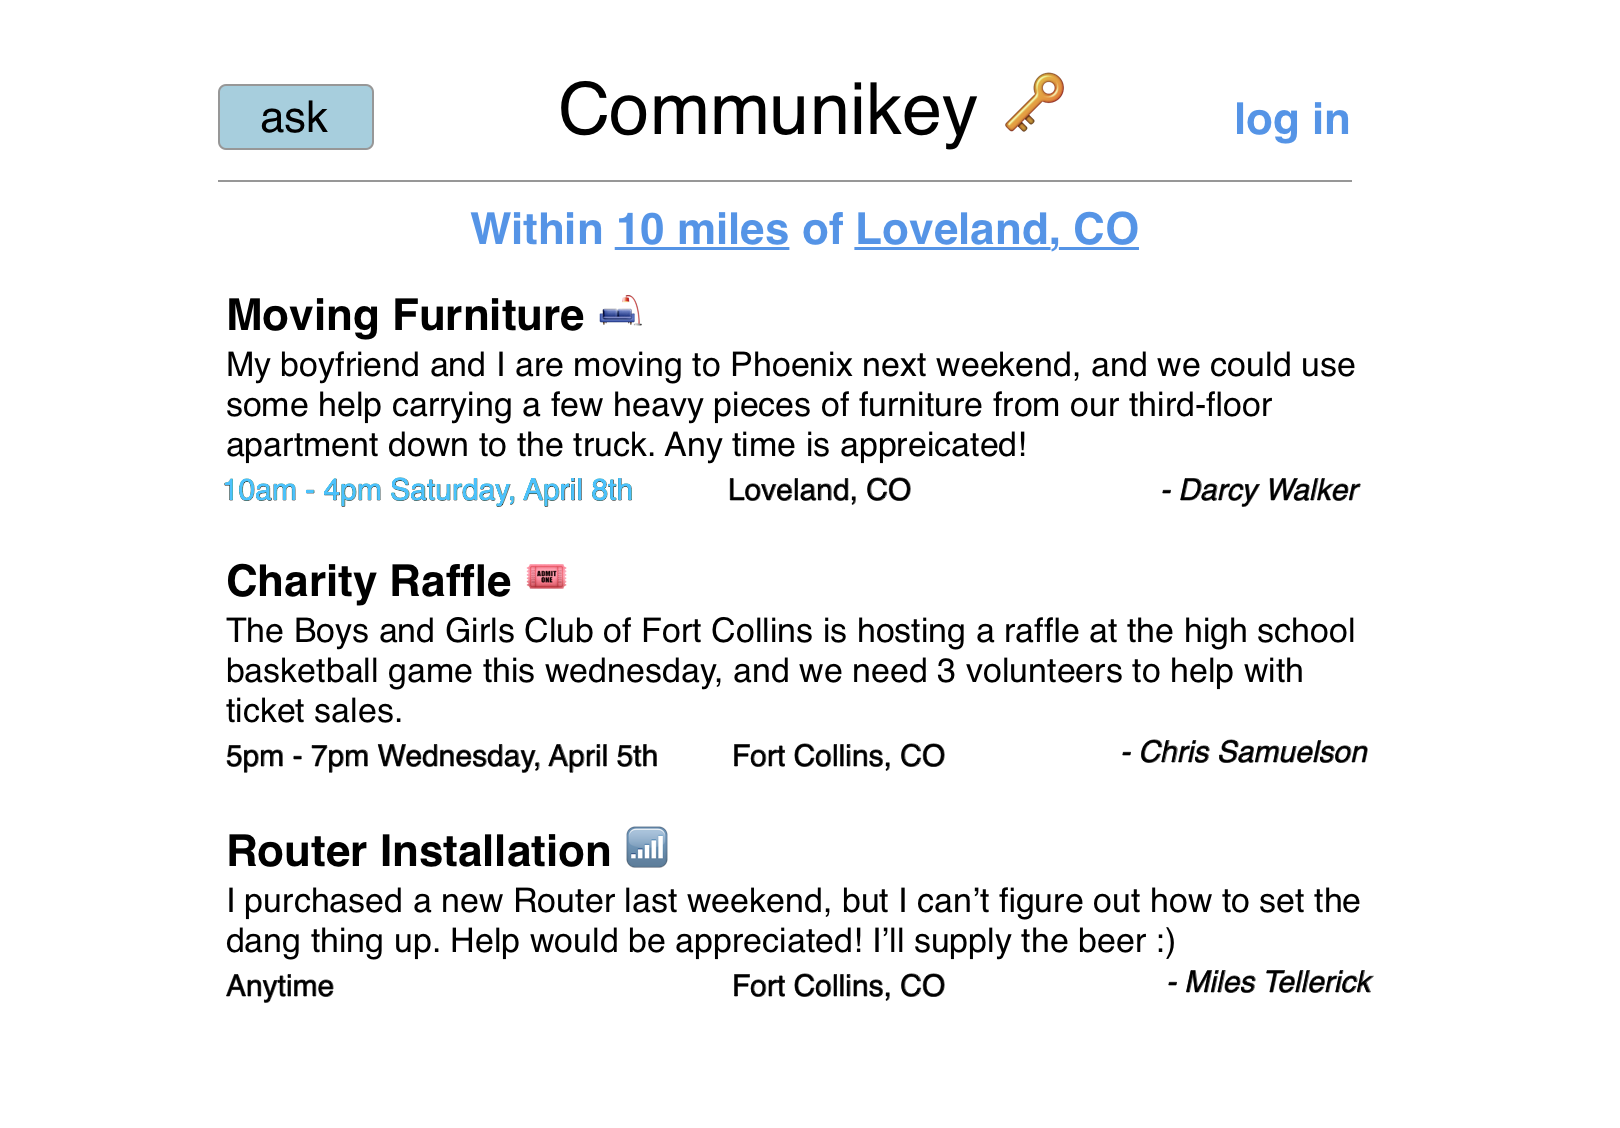 ask
Communikey
log in
Within 10 miles of Loveland, CO
Moving Furniture
My boyfriend and I are moving to Phoenix next weekend, and we could use
some help carrying a few heavy pieces of furniture from our third-floor
apartment down to the truck. Any time is appreicated!
10am - 4pm Saturday, April 8th
Loveland, CO
- Darcy Walker
Charity Raffle
ADMIT
ONE
The Boys and Girls Club of Fort Collins is hosting a raffle at the high school
basketball game this wednesday, and we need 3 volunteers to help with
ticket sales.
5pm - 7pm Wednesday, April 5th
Fort Collins, CO
- Chris Samuelson
Router Installation
I purchased a new Router last weekend, but I can’t figure out how to set the
dang thing up. Help would be appreciated! I’ll supply the beer :)
Anytime
Fort Collins, CO
- Miles Tellerick